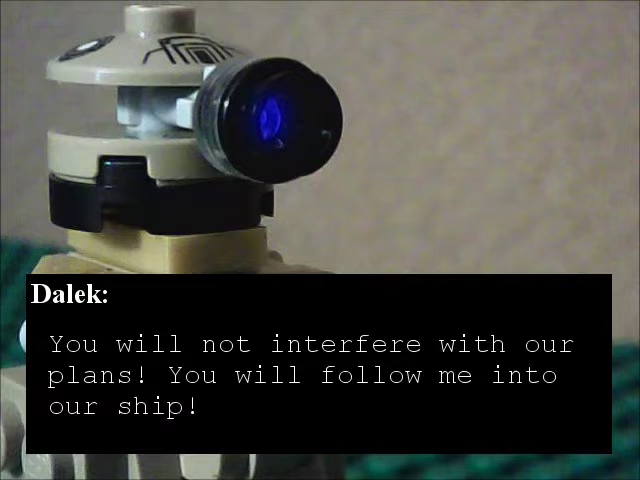 Dalek:
You will not interfere with our
plans! You will follow me into
our ship!